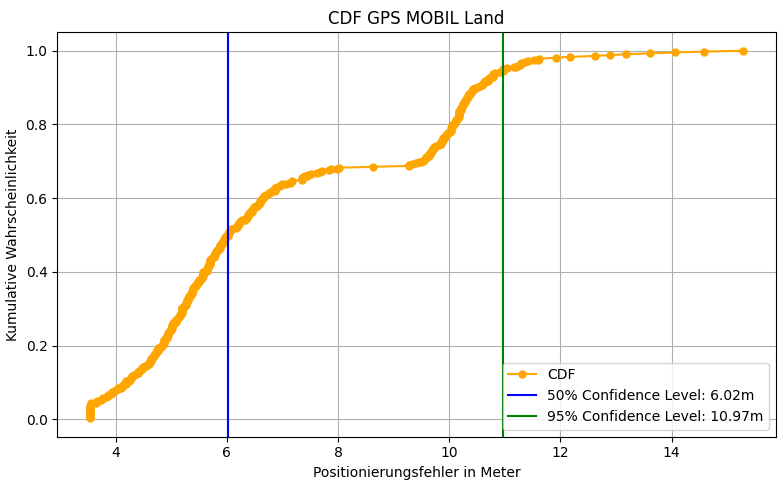 CDF GPS MOBIL Land
Kumulative Wahrscheinlichkeit
1.0
0.8
0.6
0.4
0.2
0.0
CDF
50% Confidence Level: 6.02m
95% Confidence Level: 10.97m
4 6 8 10 12 14
Positionierungsfehler in Meter